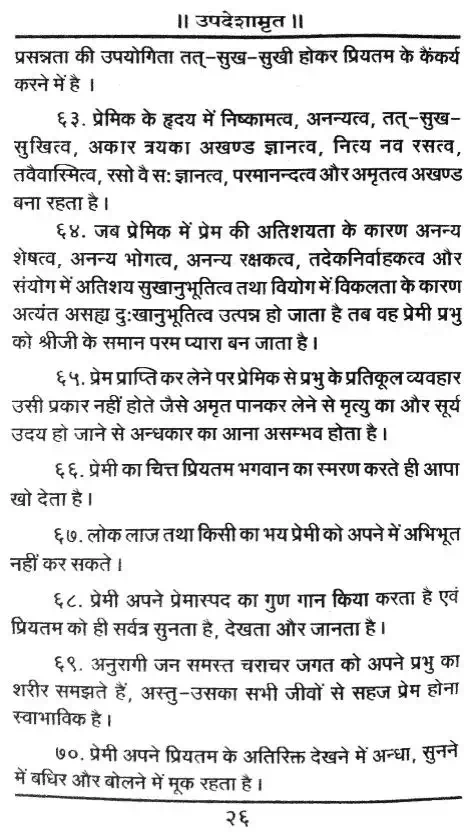 ॥ उपदेशामृत ॥
प्रसन्नता की उपयोगिता तत्-सुख-सुखी होकर प्रियतम के कैंकर्य
करने में है ।
६३. प्रेमिक के हृदय में निष्कामत्व, अनन्यत्व, तत्-सुख-
सुखित्व, अकार त्रयका अखण्ड ज्ञानत्व, नित्य नव रसत्व,
तवैवास्मित्व, रसो वै स: ज्ञानत्व, परमानन्दत्व और अमृतत्व अखण्ड
बना रहता है ।
६४. जब प्रेमिक में प्रेम की अतिशयता के कारण अनन्य
शेषत्व, अनन्य भोगत्व, अनन्य रक्षकत्व, तदेकनिर्वाहकत्व और
संयोग में अतिशय सुखानुभूतित्व तथा वियोग में विकलता के कारण
अत्यंत असह्य दु:खानुभूतित्व उत्पन्न हो जाता है तब वह प्रेमी प्रभु
को श्रीजी के समान परम प्यारा बन जाता है ।
६५. प्रेम प्राप्ति कर लेने पर प्रेमिक से प्रभु के प्रतिकूल व्यवहार
उसी प्रकार नहीं होते जैसे अमृत पानकर लेने से मृत्यु का और सूर्य
उदय हो जाने से अन्धकार का आना असम्भव होता है ।
६६. प्रेमी का चित्त प्रियतम भगवान का स्मरण करते ही आपा
खो देता है ।
६७. लोक लाज तथा किसी का भय प्रेमी को अपने में अभिभूत
नहीं कर सकते ।
६८. प्रेमी अपने प्रेमास्पद का गुण गान किया करता है एवं
प्रियतम को ही सर्वत्र सुनता है, देखता और जानता है ।
६९. अनुरागी जन समस्त चराचर जगत को अपने प्रभु का
शरीर समझते हैं, अस्तु-उसका सभी जीवों से सहज प्रेम होना
स्वाभाविक है ।
७०. प्रेमी अपने प्रियतम के अतिरिक्त देखने में अन्धा, सुनने
में बधिर और बोलने में मूक रहता है ।
२६